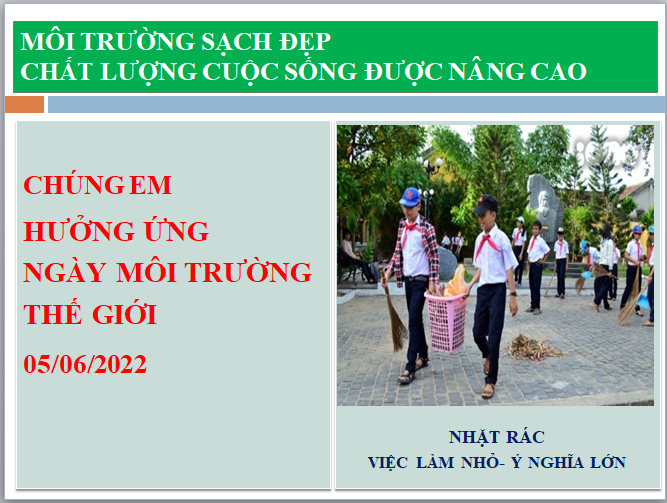 MÔI TRƯỜNG SẠCH ĐẸP
CHẤT LƯỢNG CUỘC SỐNG ĐƯỢC NÂNG CAO
CHÚNG EM
HƯỞNG ỨNG
NGÀY MÔI TRƯỜNG
THẾ GIỚI
05/06/2022
NHẶT RÁC
VIỆC LÀM NHỎ- Ý NGHĨA LỚN